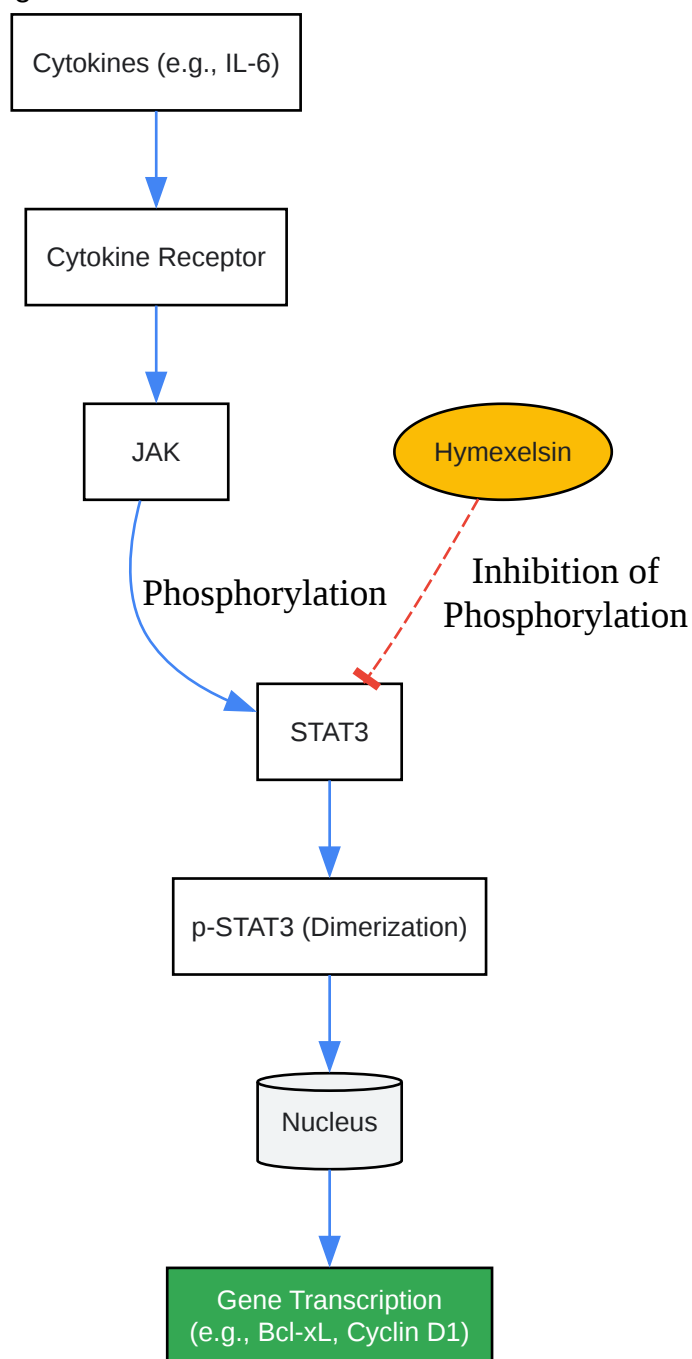 Cytokines (e.g., IL-6)
Cytokine Receptor
JAK
Hymexelsin
Phosphorylation
Inhibition of
Phosphorylation
STAT3
p-STAT3 (Dimerization)
Nucleus
Gene Transcription
(e.g., Bcl-xL, Cyclin D1)